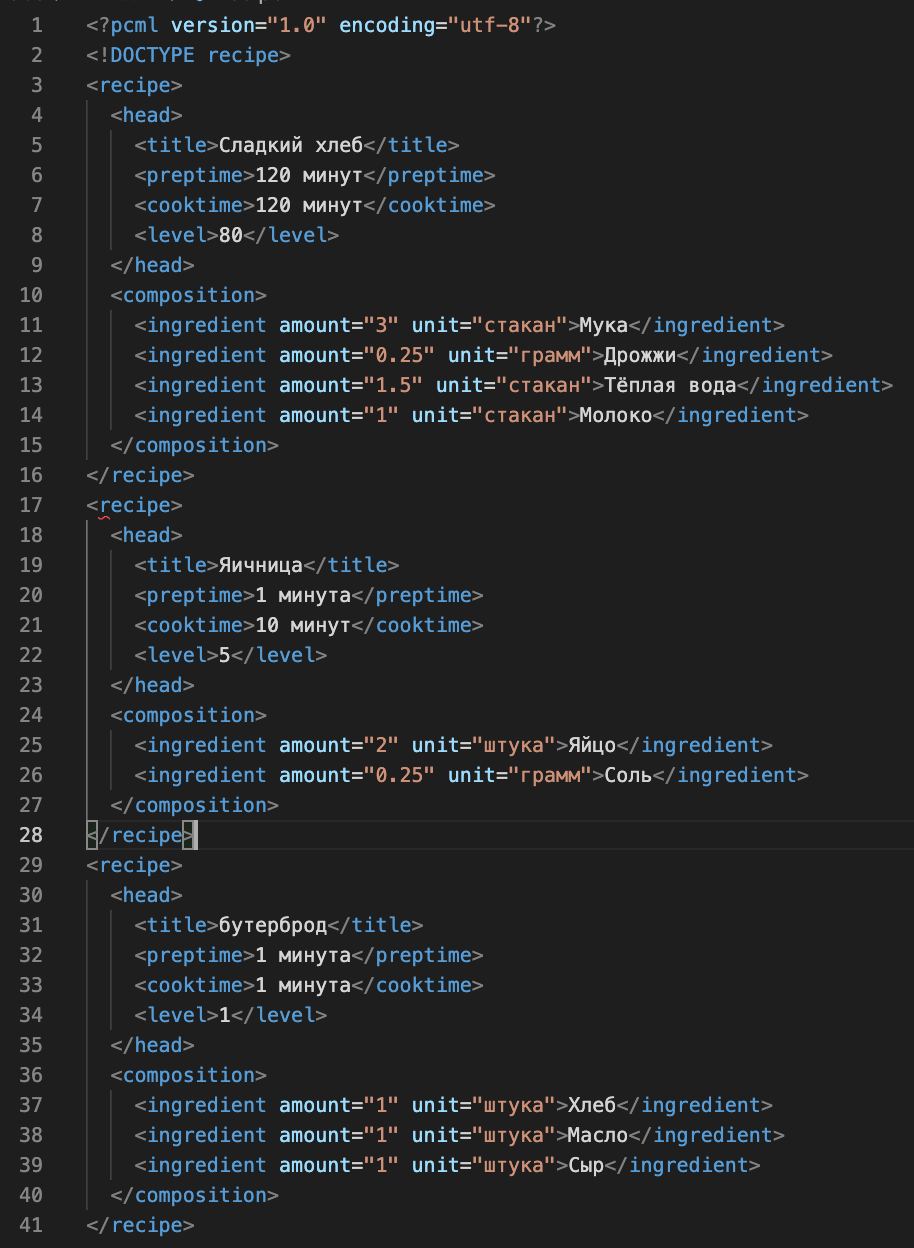 1 <?pcml version="1.0" encoding="utf-8"?>
2 <!DOCTYPE recipe>
3 <recipe>
4 <head>
5 <title>Сладкий хлеб</title>
6 <preptime>120 минут</preptime>
7 <cooktime>120 минут</cooktime>
8 <level>80</level>
9 </head>
10 <composition>
11 <ingredient amount="3" unit="стакан">Мука</ingredient>
12 <ingredient amount="0.25" unit="грамм">Дрожжи</ingredient>
13 <ingredient amount="1.5" unit="стакан">Тёплая вода</ingredient>
14 <ingredient amount="1" unit="стакан">Молоко</ingredient>
15 </composition>
16 </recipe>
17 <recipe>
18 <head>
19 <title>Яичница</title>
20 <preptime>1 минута</preptime>
21 <cooktime>10 минут</cooktime>
22 <level>5</level>
23 </head>
24 <composition>
25 <ingredient amount="2" unit="штука">Яйцо</ingredient>
26 <ingredient amount="0.25" unit="грамм">Соль</ingredient>
27 </composition>
28 </recipe>
29 <recipe>
30 <head>
31 <title>бутерброд</title>
32 <preptime>1 минута</preptime>
33 <cooktime>1 минута</cooktime>
34 <level>1</level>
35 </head>
36 <composition>
37 <ingredient amount="1" unit="штука">Хлеб</ingredient>
38 <ingredient amount="1" unit="штука">Масло</ingredient>
39 <ingredient amount="1" unit="штука">Сыр</ingredient>
40 </composition>
41 </recipe>